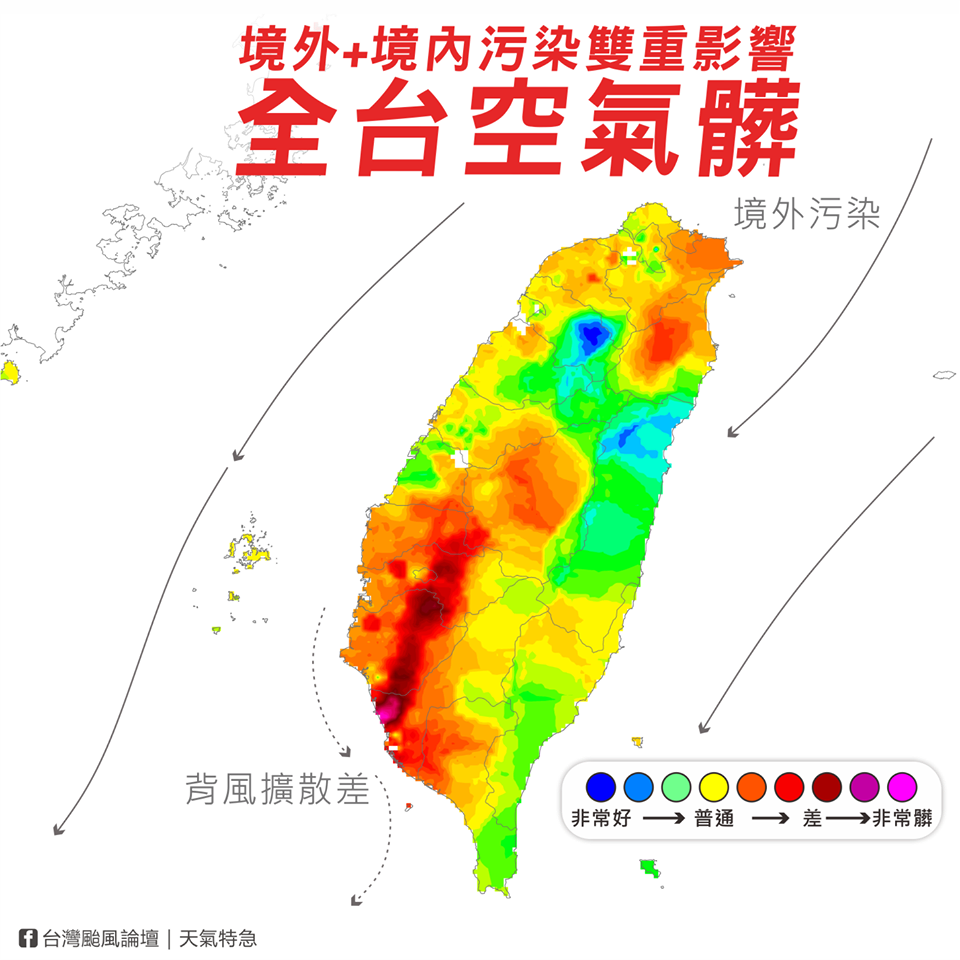 境外+境內污染雙重影響
全台空氣髒
境外污染
背風擴散差
非常好 → 普通 → 差 → 非常髒
台灣颱風論壇｜天氣特急